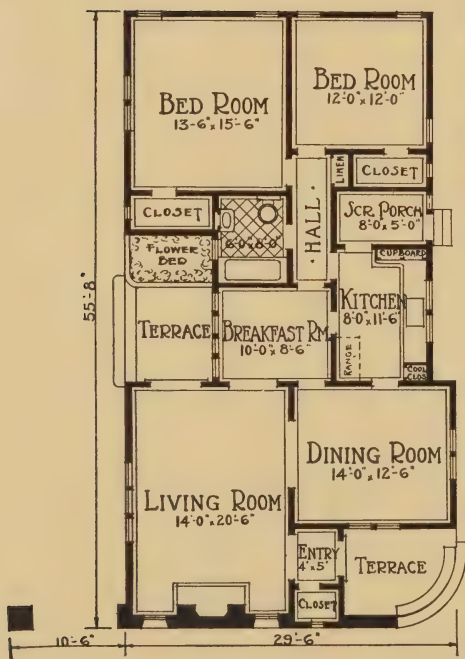 BED ROOM
13'-6" x 15'-6"
BED ROOM
12'-0" x 12'-0"
LINEN
CLOSET
CLOSET
6'-0" x 8'-0"
HALL
SCR. PORCH
8'-0" x 5'-0"
FLOWER
BED
CUPBOARD
55'-8"
TERRACE
BREAKFAST RM.
10'-0" x 8'-6"
KITCHEN
8'-0" x 11'-6"
RANGE
COOL
CLOS
LIVING ROOM
14'-0" x 20'-6"
DINING ROOM
14'-0" x 12'-6"
ENTRY
4' x 5'
TERRACE
CLOSET
10'-6"
29'-6"